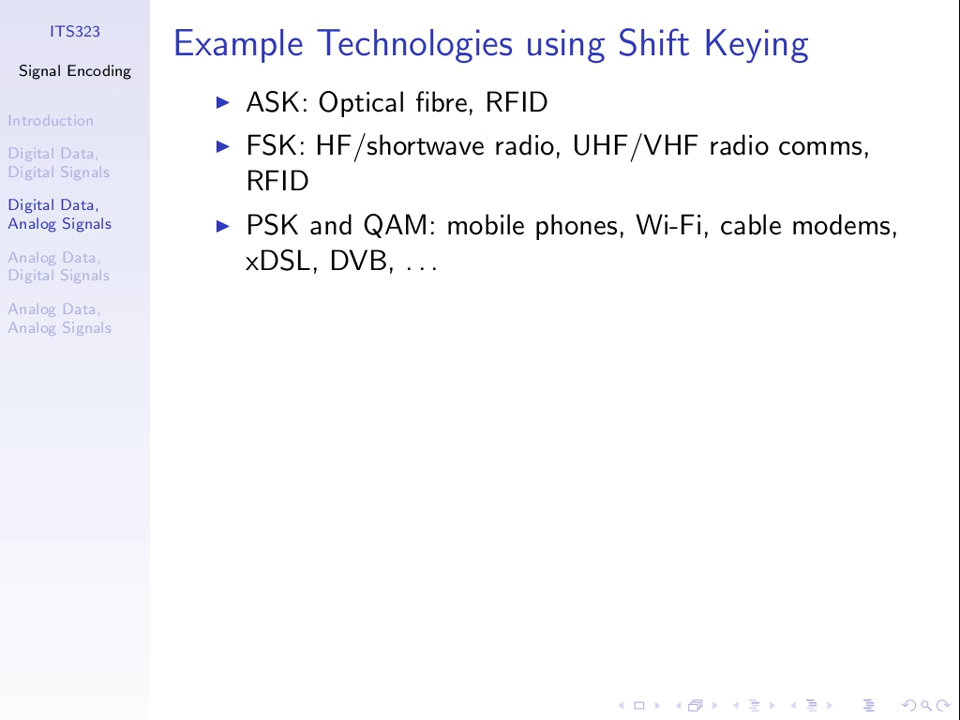 ITS323
Signal Encoding
Introduction
Digital Data,
Digital Signals
Digital Data,
Analog Signals
Analog Data,
Digital Signals
Analog Data,
Analog Signals
Example Technologies using Shift Keying
ASK: Optical fibre, RFID
FSK: HF/shortwave radio, UHF/VHF radio comms,
RFID
PSK and QAM: mobile phones, Wi-Fi, cable modems,
xDSL, DVB, . . .